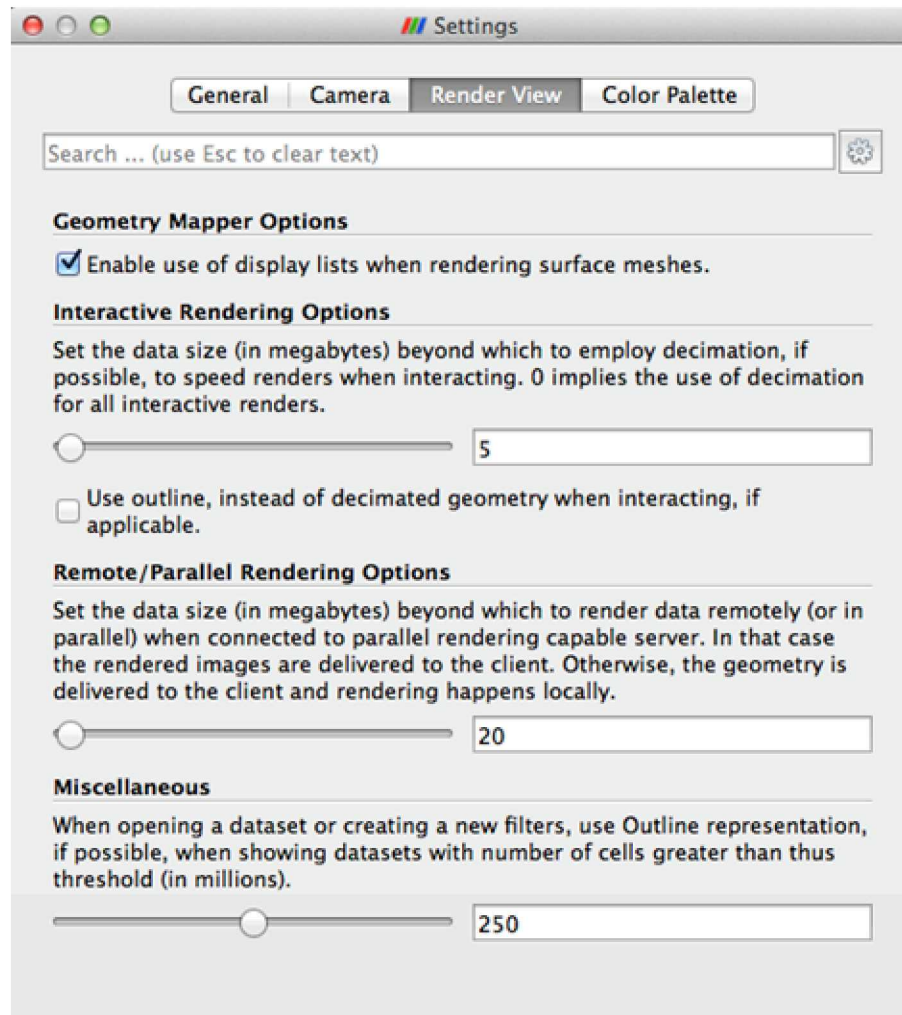 Settings
General Camera Render View Color Palette
Search ... (use Esc to clear text)
Geometry Mapper Options
Enable use of display lists when rendering surface meshes.
Interactive Rendering Options
Set the data size (in megabytes) beyond which to employ decimation, if
possible, to speed renders when interacting. 0 implies the use of decimation
for all interactive renders.
5
Use outline, instead of decimated geometry when interacting, if
applicable.
Remote/Parallel Rendering Options
Set the data size (in megabytes) beyond which to render data remotely (or in
parallel) when connected to parallel rendering capable server. In that case
the rendered images are delivered to the client. Otherwise, the geometry is
delivered to the client and rendering happens locally.
20
Miscellaneous
When opening a dataset or creating a new filters, use Outline representation,
if possible, when showing datasets with number of cells greater than thus
threshold (in millions).
250